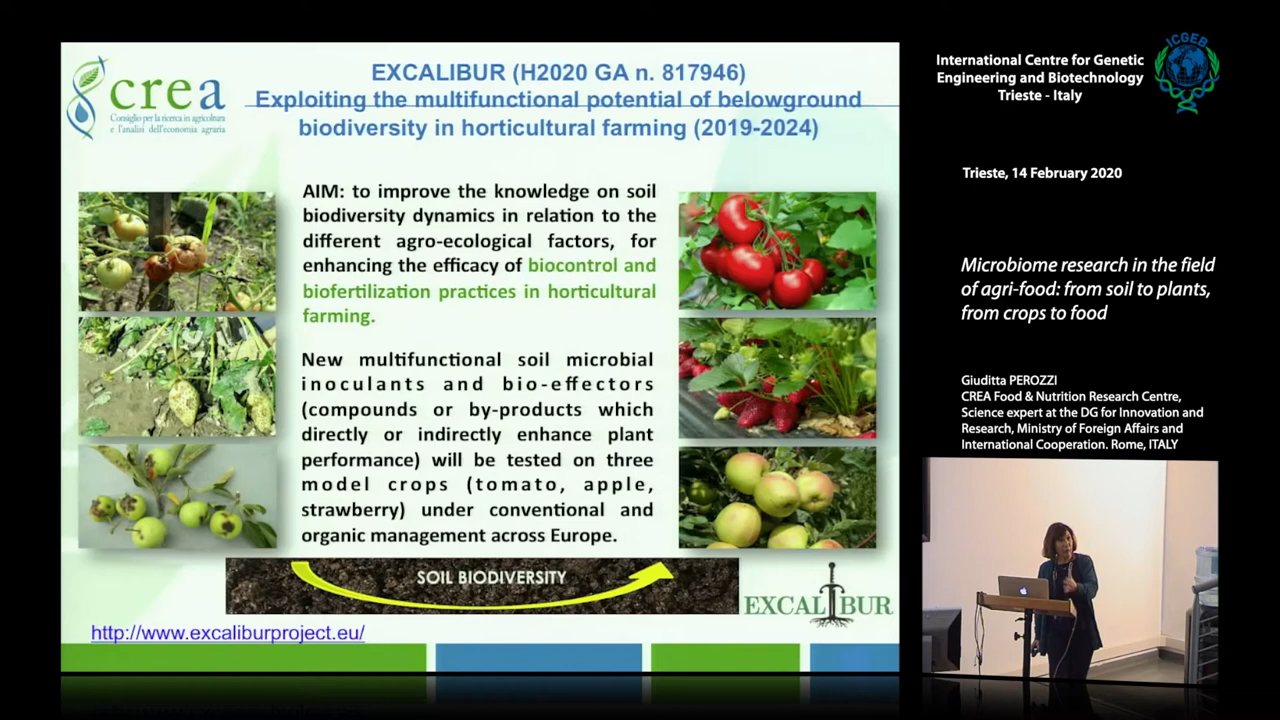 crea
Consiglio per la ricerca in agricoltura
e l'analisi dell'economia agraria
EXCALIBUR (H2020 GA n. 817946)
Exploiting the multifunctional potential of belowground
biodiversity in horticultural farming (2019-2024)
AIM: to improve the knowledge on soil
biodiversity dynamics in relation to the
different agro-ecological factors, for
enhancing the efficacy of biocontrol and
biofertilization practices in horticultural
farming.
New multifunctional soil microbial
inoculants and bio-effectors
(compounds or by-products which
directly or indirectly enhance plant
performance) will be tested on three
model crops (tomato, apple,
strawberry) under conventional and
organic management across Europe.
SOIL BIODIVERSITY
EXCALIBUR
http://www.excaliburproject.eu/
International Centre for Genetic
Engineering and Biotechnology
Trieste - Italy
ICGEB
Trieste, 14 February 2020
Microbiome research in the field
of agri-food: from soil to plants,
from crops to food
Giuditta PEROZZI
CREA Food & Nutrition Research Centre,
Science expert at the DG for Innovation and
Research, Ministry of Foreign Affairs and
International Cooperation. Rome, ITALY